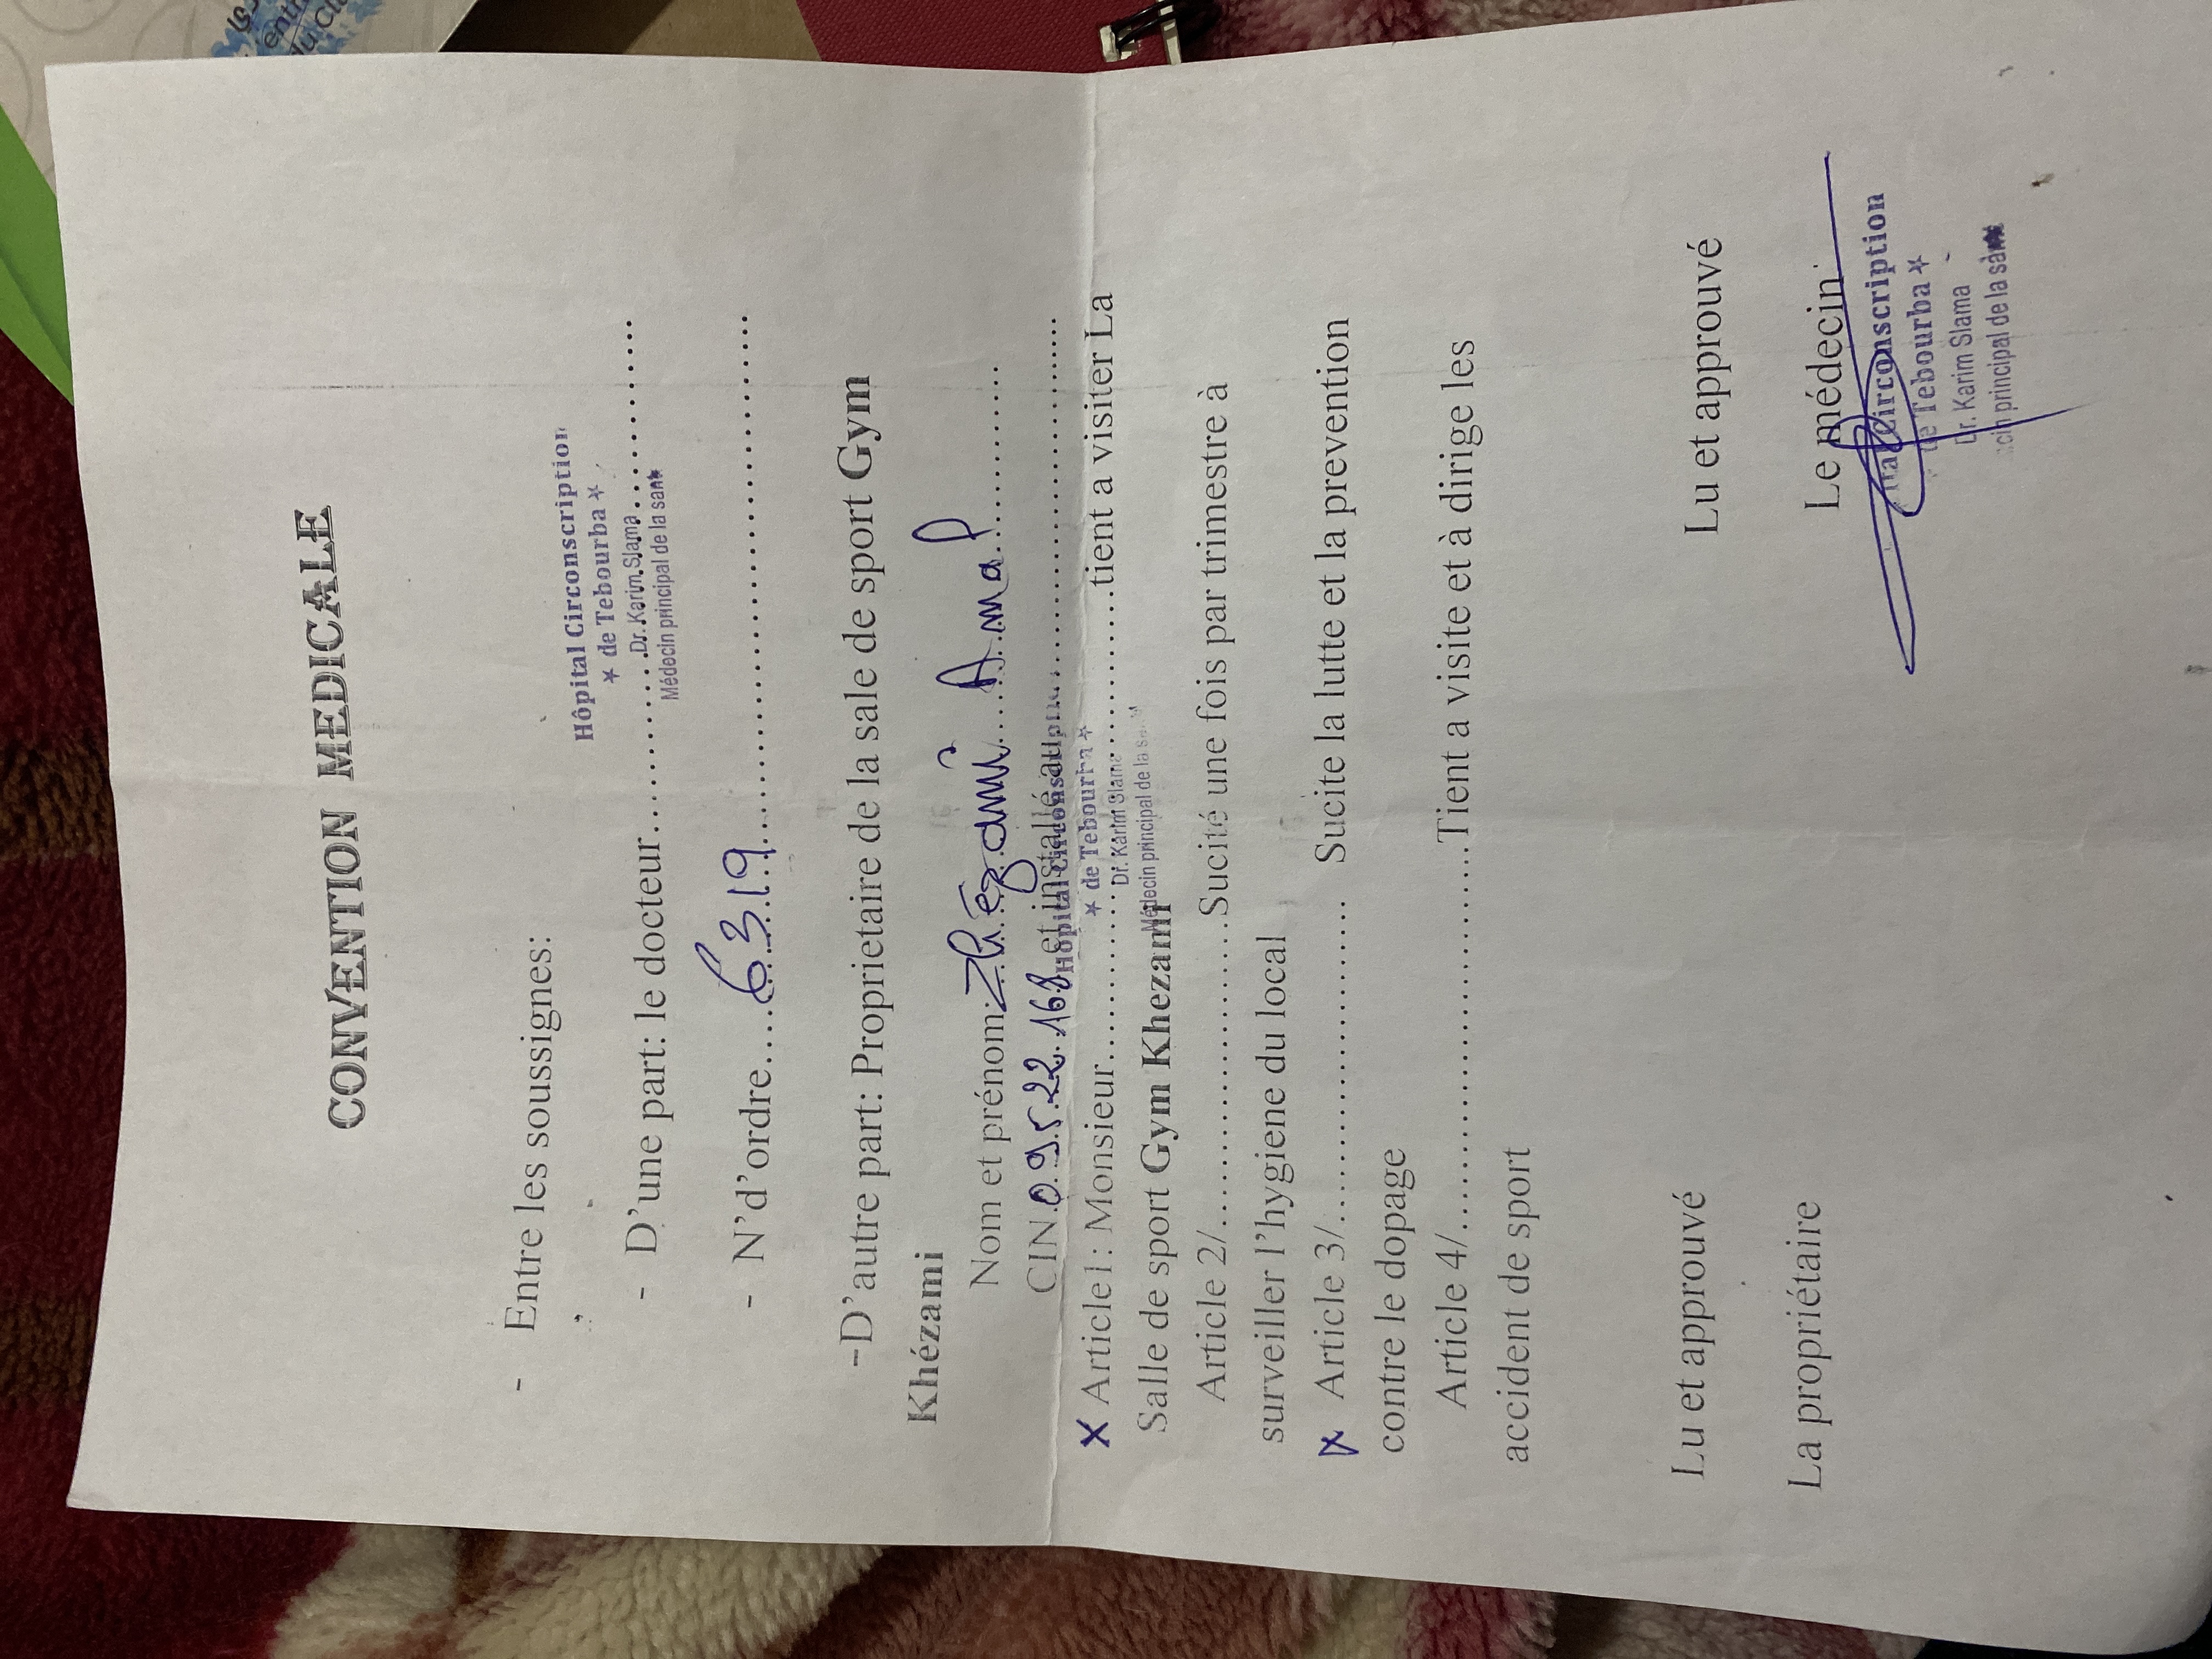 CONVENTION MEDICALE
- Entre les soussignes:
Hôpital Circonscription
* de Tebourba *
- D'une part: le docteur....Dr. Karim Slama....
Médecin principal de la santé
- N'd'ordre....6319....
-D'autre part: Proprietaire de la sale de sport Gym
Khézami
Nom et prénom: Khézami Amal
CIN 09522168 et installé au
Hôpital Circonscription
* de Tebourba *
X Article1: Monsieur....tient a visiter La
Dr. Karim Slama
Médecin principal de la
Salle de sport Gym Khezami
Article 2/....Sucité une fois par trimestre à
surveiller l'hygiene du local
X Article 3/.... Sucite la lutte et la prevention
contre le dopage
Article 4/....Tient a visite et à dirige les
accident de sport
Lu et approuvé Lu et approuvé
La propriétaire Le médecin
Circonscription
de Tebourba *
Dr. Karim Slama
principal de la santé